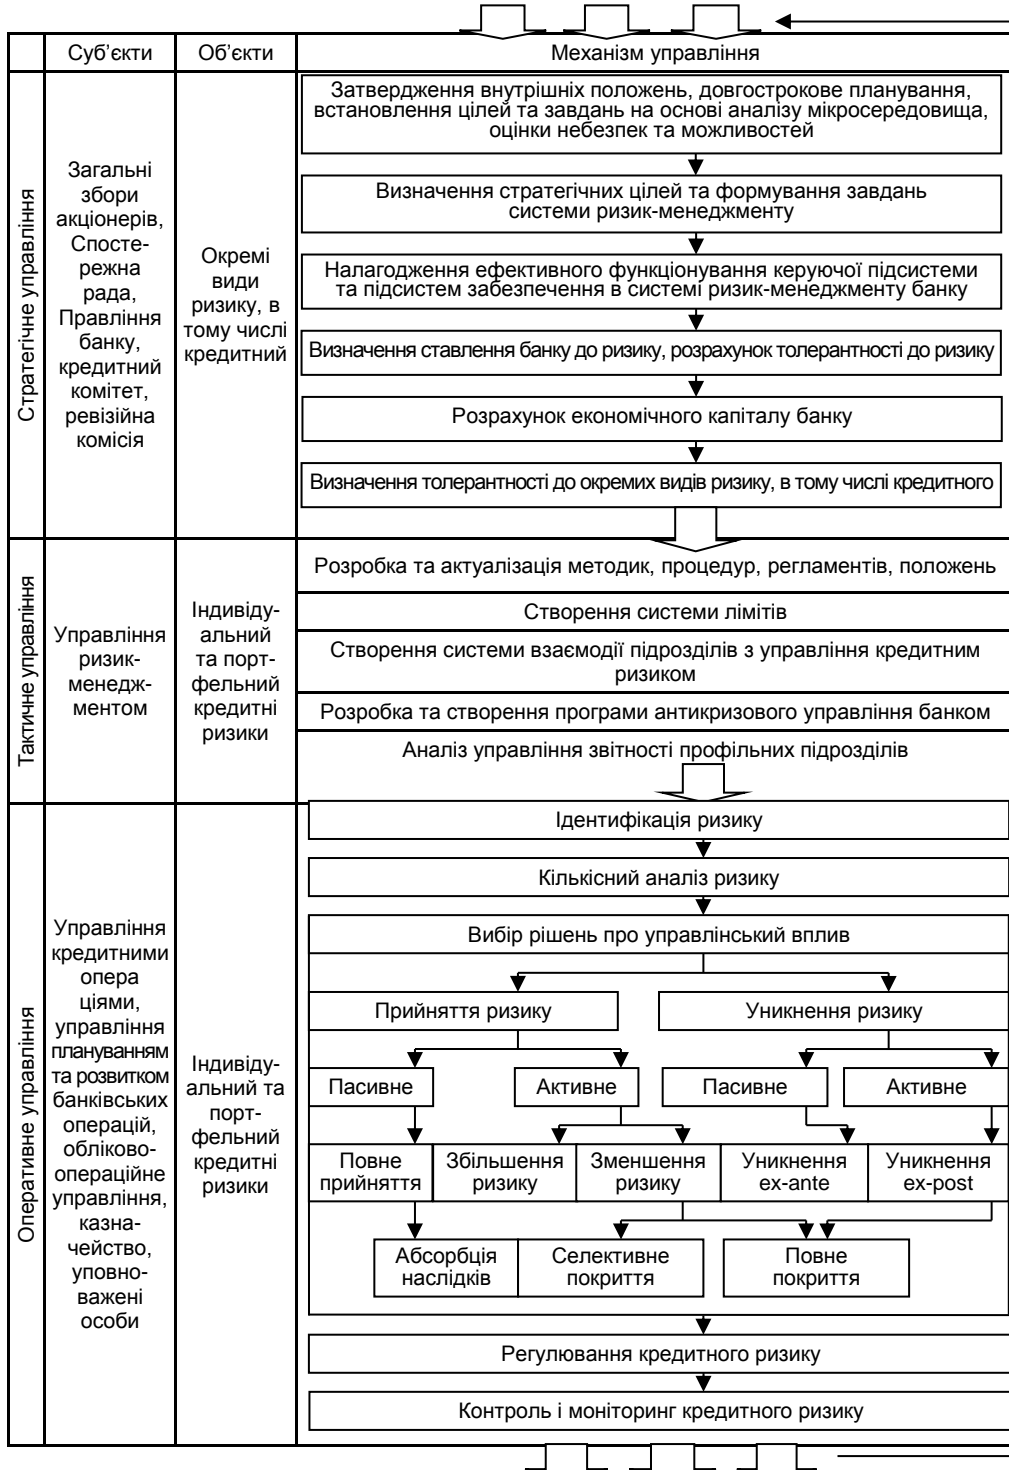 Суб’єкти
Об’єкти
Механізм управління
Стратегічне управління
Загальні
збори
акціонерів,
Спосте-
режна
рада,
Правління
банку,
кредитний
комітет,
ревізійна
комісія
Окремі
види
ризику, в
тому числі
кредитний
Затвердження внутрішніх положень, довгострокове планування,
встановлення цілей та завдань на основі аналізу мікросередовища,
оцінки небезпек та можливостей
Визначення стратегічних цілей та формування завдань
системи ризик-менеджменту
Налагодження ефективного функціонування керуючої підсистеми
та підсистем забезпечення в системі ризик-менеджменту банку
Визначення ставлення банку до ризику, розрахунок толерантності до ризику
Розрахунок економічного капіталу банку
Визначення толерантності до окремих видів ризику, в тому числі кредитного
Тактичне управління
Управління
ризик-
менедж-
ментом
Індивіду-
альний
та порт-
фельний
кредитні
ризики
Розробка та актуалізація методик, процедур, регламентів, положень
Створення системи лімітів
Створення системи взаємодії підрозділів з управління кредитним
ризиком
Розробка та створення програми антикризового управління банком
Аналіз управління звітності профільних підрозділів
Оперативне управління
Управління
кредитними
опера
ціями,
управління
плануванням
та розвитком
банківських
операцій,
обліково-
операційне
управління,
казна-
чейство,
уповно-
важені
особи
Індивіду-
альний та
порт-
фельний
кредитні
ризики
Ідентифікація ризику
Кількісний аналіз ризику
Вибір рішень про управлінський вплив
Прийняття ризику
Уникнення ризику
Пасивне
Активне
Пасивне
Активне
Повне
прийняття
Збільшення
ризику
Зменшення
ризику
Уникнення
ex-ante
Уникнення
ex-post
Абсорбція
наслідків
Селективне
покриття
Повне
покриття
Регулювання кредитного ризику
Контроль і моніторинг кредитного ризику